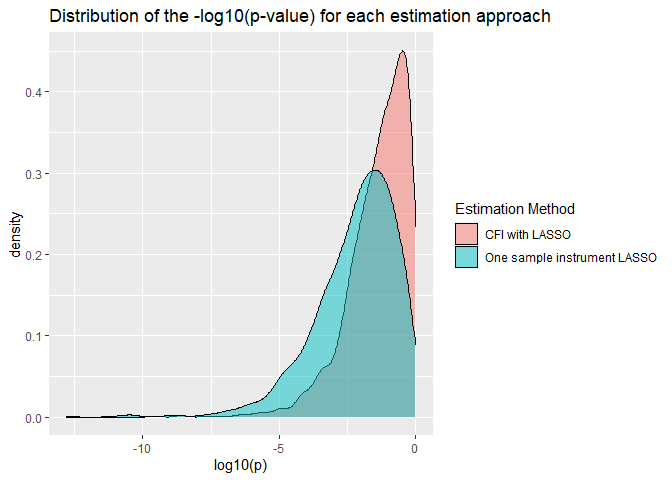 Distribution of the -log10(p-value) for each estimation approach
0.4
0.3
0.2
0.1
0.0
density
-10
-5
0
log10(p)
Estimation Method
CFI with LASSO
One sample instrument LASSO